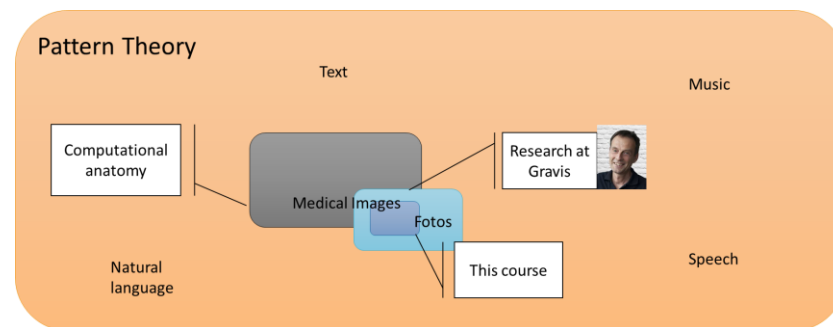 Pattern Theory
Text
Music
Computational
anatomy
Research at
Gravis
Medical Images
Fotos
Natural
language
This course
Speech